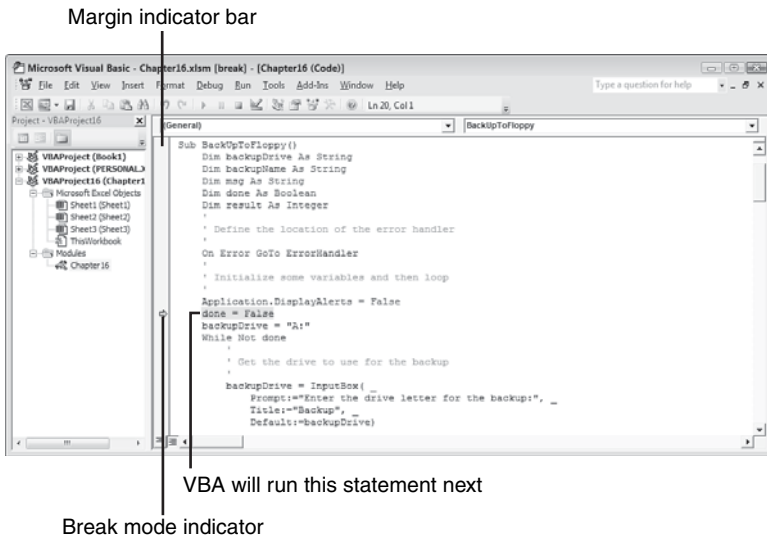 Margin indicator bar
Microsoft Visual Basic - Chapter16.xlsm [break] - [Chapter16 (Code)]
File Edit View Insert Format Debug Run Tools Add-Ins Window Help
Type a question for help
Ln 20, Col 1
Project - VBAProject16
(General)
BackUpToFloppy
VBAProject (Book1)
VBAProject (PERSONAL.X
VBAProject16 (Chapter1
Microsoft Excel Objects
Sheet1 (Sheet1)
Sheet2 (Sheet2)
Sheet3 (Sheet3)
ThisWorkbook
Modules
Chapter16
Sub BackUpToFloppy()
Dim backupDrive As String
Dim backupName As String
Dim msg As String
Dim done As Boolean
Dim result As Integer
'
' Define the location of the error handler
'
On Error GoTo ErrorHandler
'
' Initialize some variables and then loop
'
Application.DisplayAlerts = False
done = False
backupDrive = "A:"
While Not done
'
' Get the drive to use for the backup
'
backupDrive = InputBox( _
Prompt:="Enter the drive letter for the backup:", _
Title:="Backup", _
Default:=backupDrive)
VBA will run this statement next
Break mode indicator